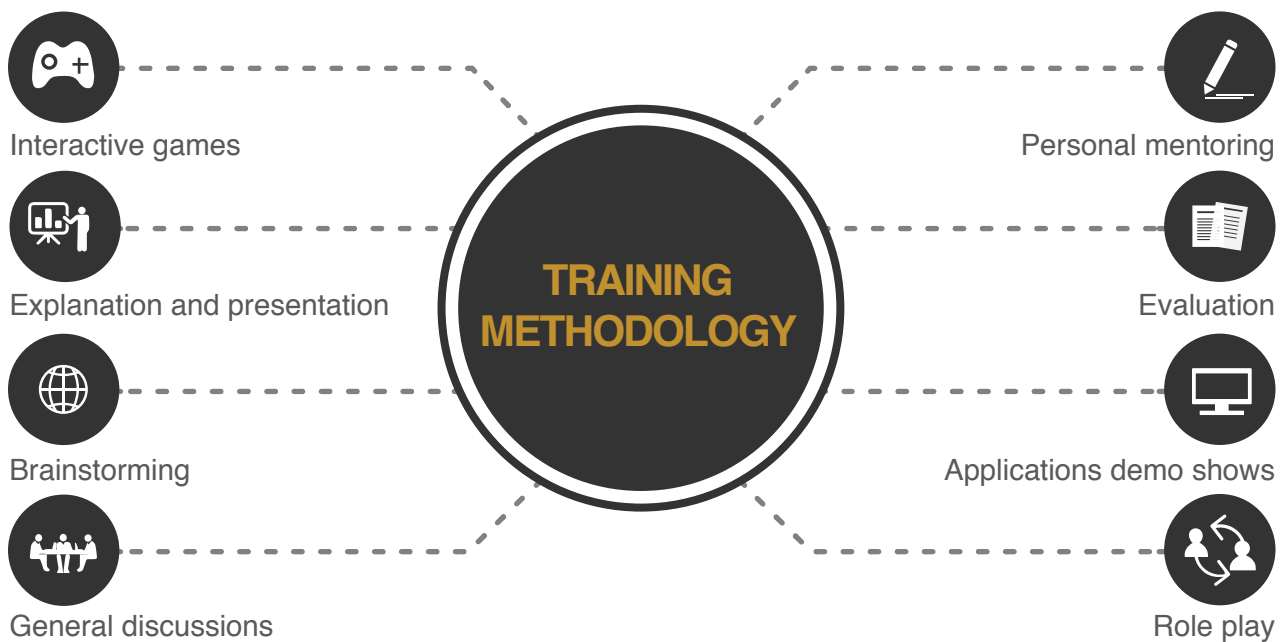 Interactive games
Explanation and presentation
Brainstorming
General discussions
TRAINING
METHODOLOGY
Personal mentoring
Evaluation
Applications demo shows
Role play